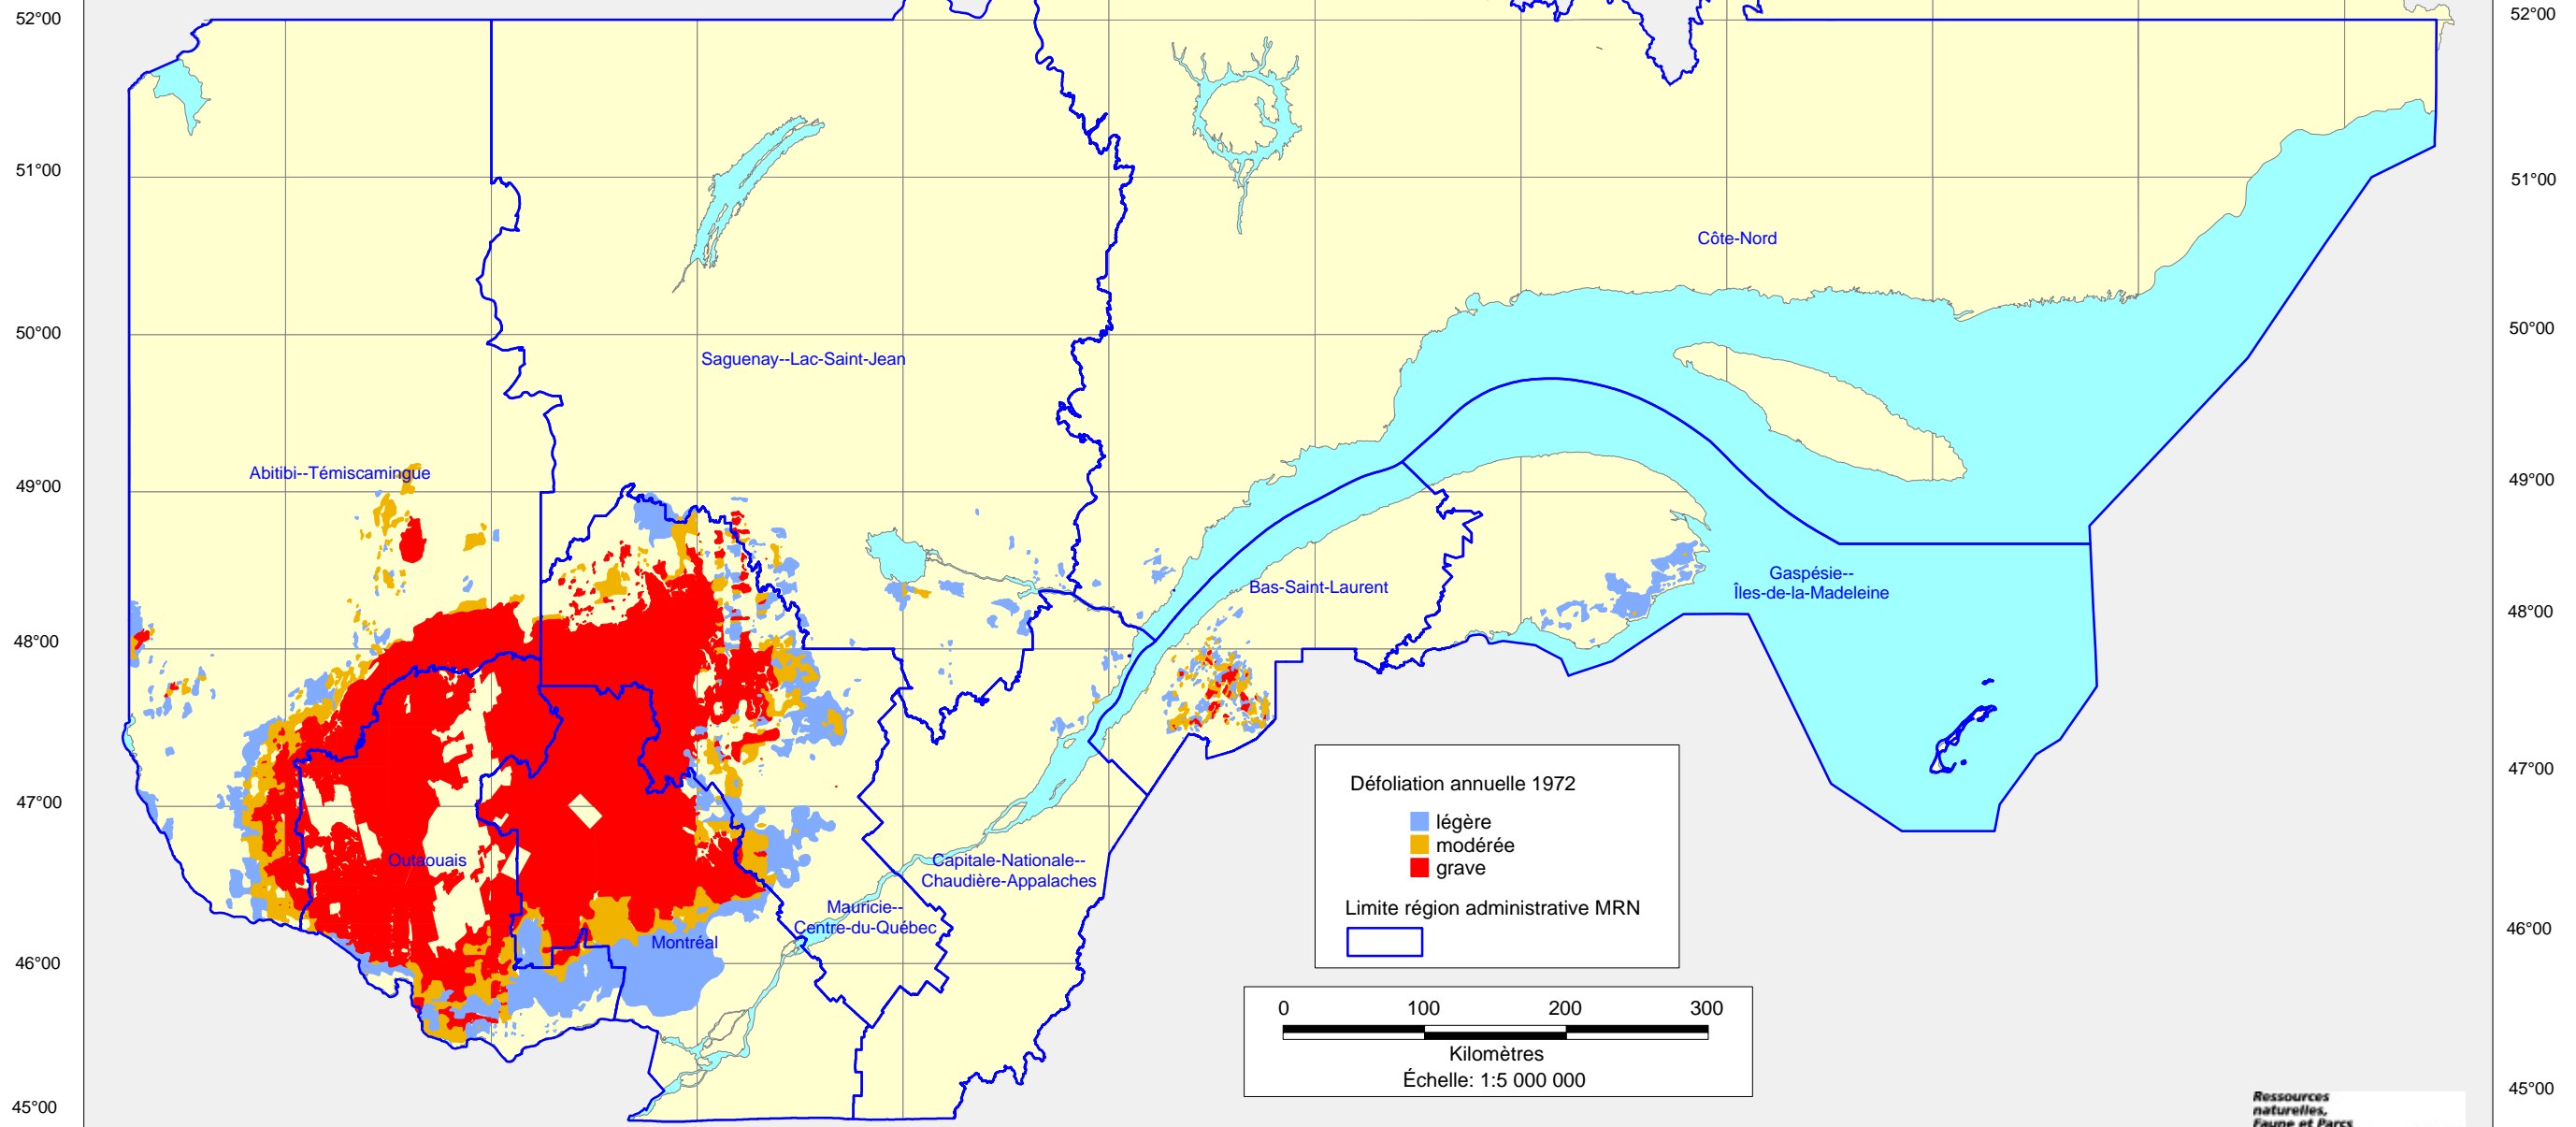 52°00
52°00
51°00
51°00
Côte-Nord
50°00
50°00
Saguenay--Lac-Saint-Jean
Abitibi--Témiscamingue
49°00
49°00
Bas-Saint-Laurent
Gaspésie--
Îles-de-la-Madeleine
48°00
48°00
47°00
47°00
Défoliation annuelle 1972
légère
modérée
grave
Outaouais
Capitale-Nationale--
Chaudière-Appalaches
Mauricie--
Centre-du-Québec
Montréal
Limite région administrative MRN
46°00
46°00
0 100 200 300
Kilomètres
Échelle: 1:5 000 000
45°00
45°00
Ressources
naturelles,
Faune et Parcs